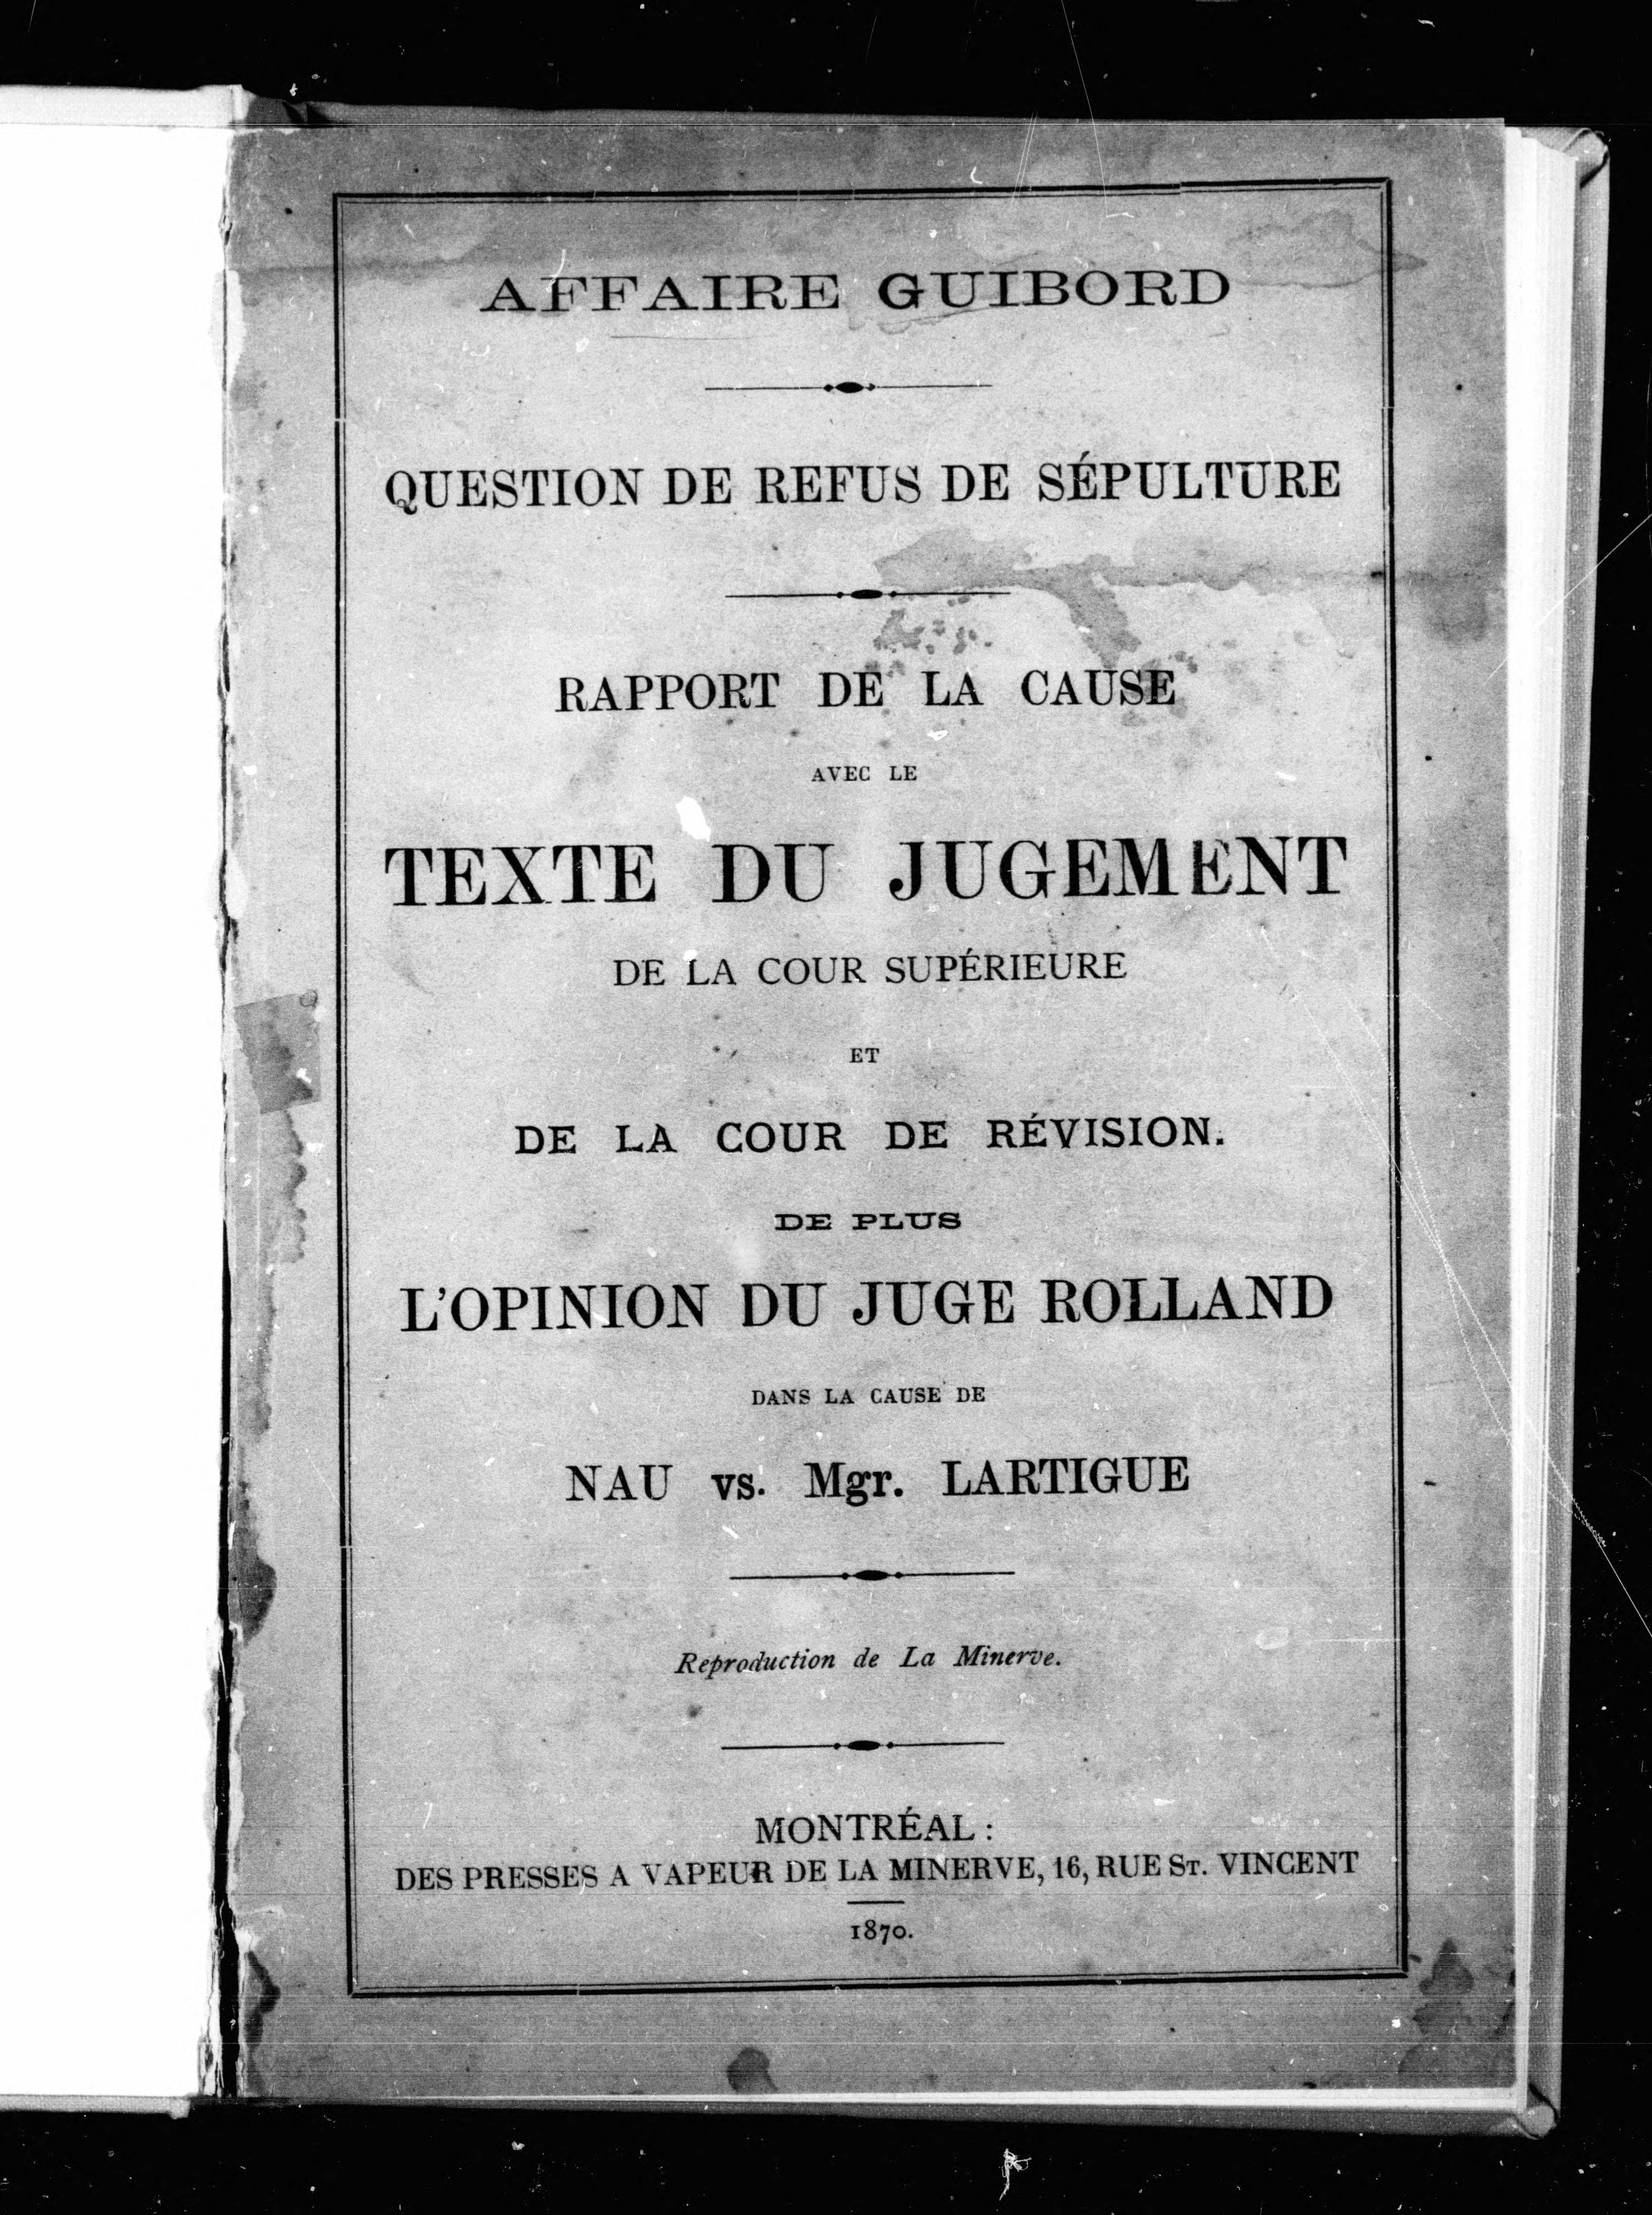 AFFAIRE GUIBORD
QUESTION DE REFUS DE SÉPULTURE
RAPPORT DE LA CAUSE
AVEC LE
TEXTE DU JUGEMENT
DE LA COUR SUPÉRIEURE
ET
DE LA COUR DE RÉVISION.
DE PLUS
L'OPINION DU JUGE ROLLAND
DANS LA CAUSE DE
NAU vs. Mgr. LARTIGUE
Reproduction de La Minerve.
MONTRÉAL :
DES PRESSES A VAPEUR DE LA MINERVE, 16, RUE ST. VINCENT
1870.